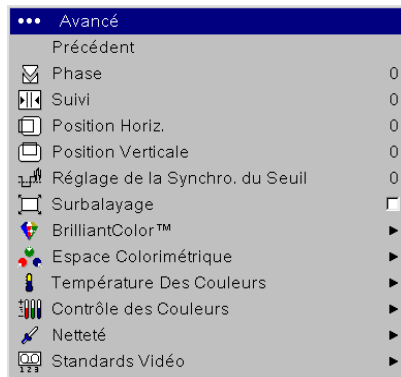 ••• Avancé
Précédent
Phase 0
Suivi 0
Position Horiz. 0
Position Verticale 0
Réglage de la Synchro. du Seuil 0
Surbalayage
BrilliantColor™
Espace Colorimétrique
Température Des Couleurs
Contrôle des Couleurs
Netteté
123 Standards Vidéo